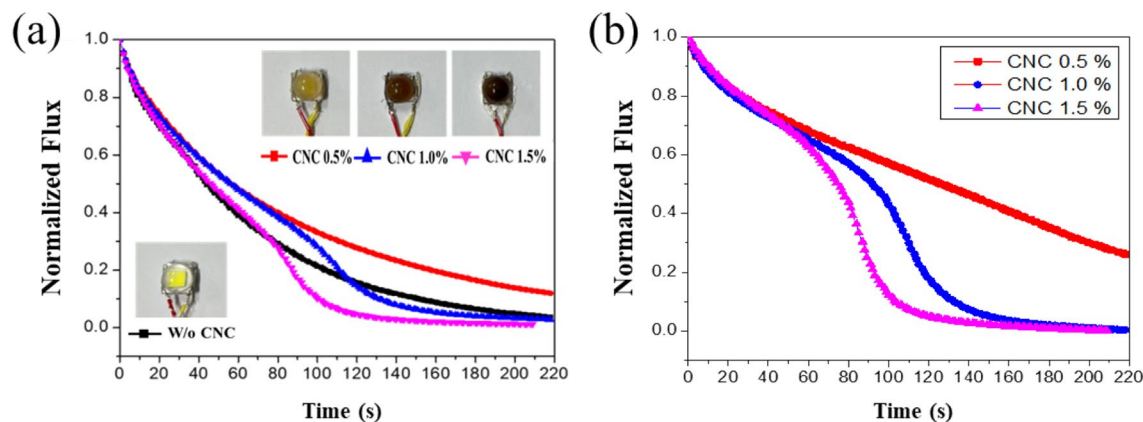 (a)
1.0
0.8
0.6
0.4
0.2
0.0
Normalized Flux
CNC 0.5% CNC 1.0% CNC 1.5%
W/o CNC
0 20 40 60 80 100 120 140 160 180 200 220
Time (s)
(b)
1.0
0.8
0.6
0.4
0.2
0.0
Normalized Flux
CNC 0.5 %
CNC 1.0 %
CNC 1.5 %
0 20 40 60 80 100 120 140 160 180 200 220
Time (s)